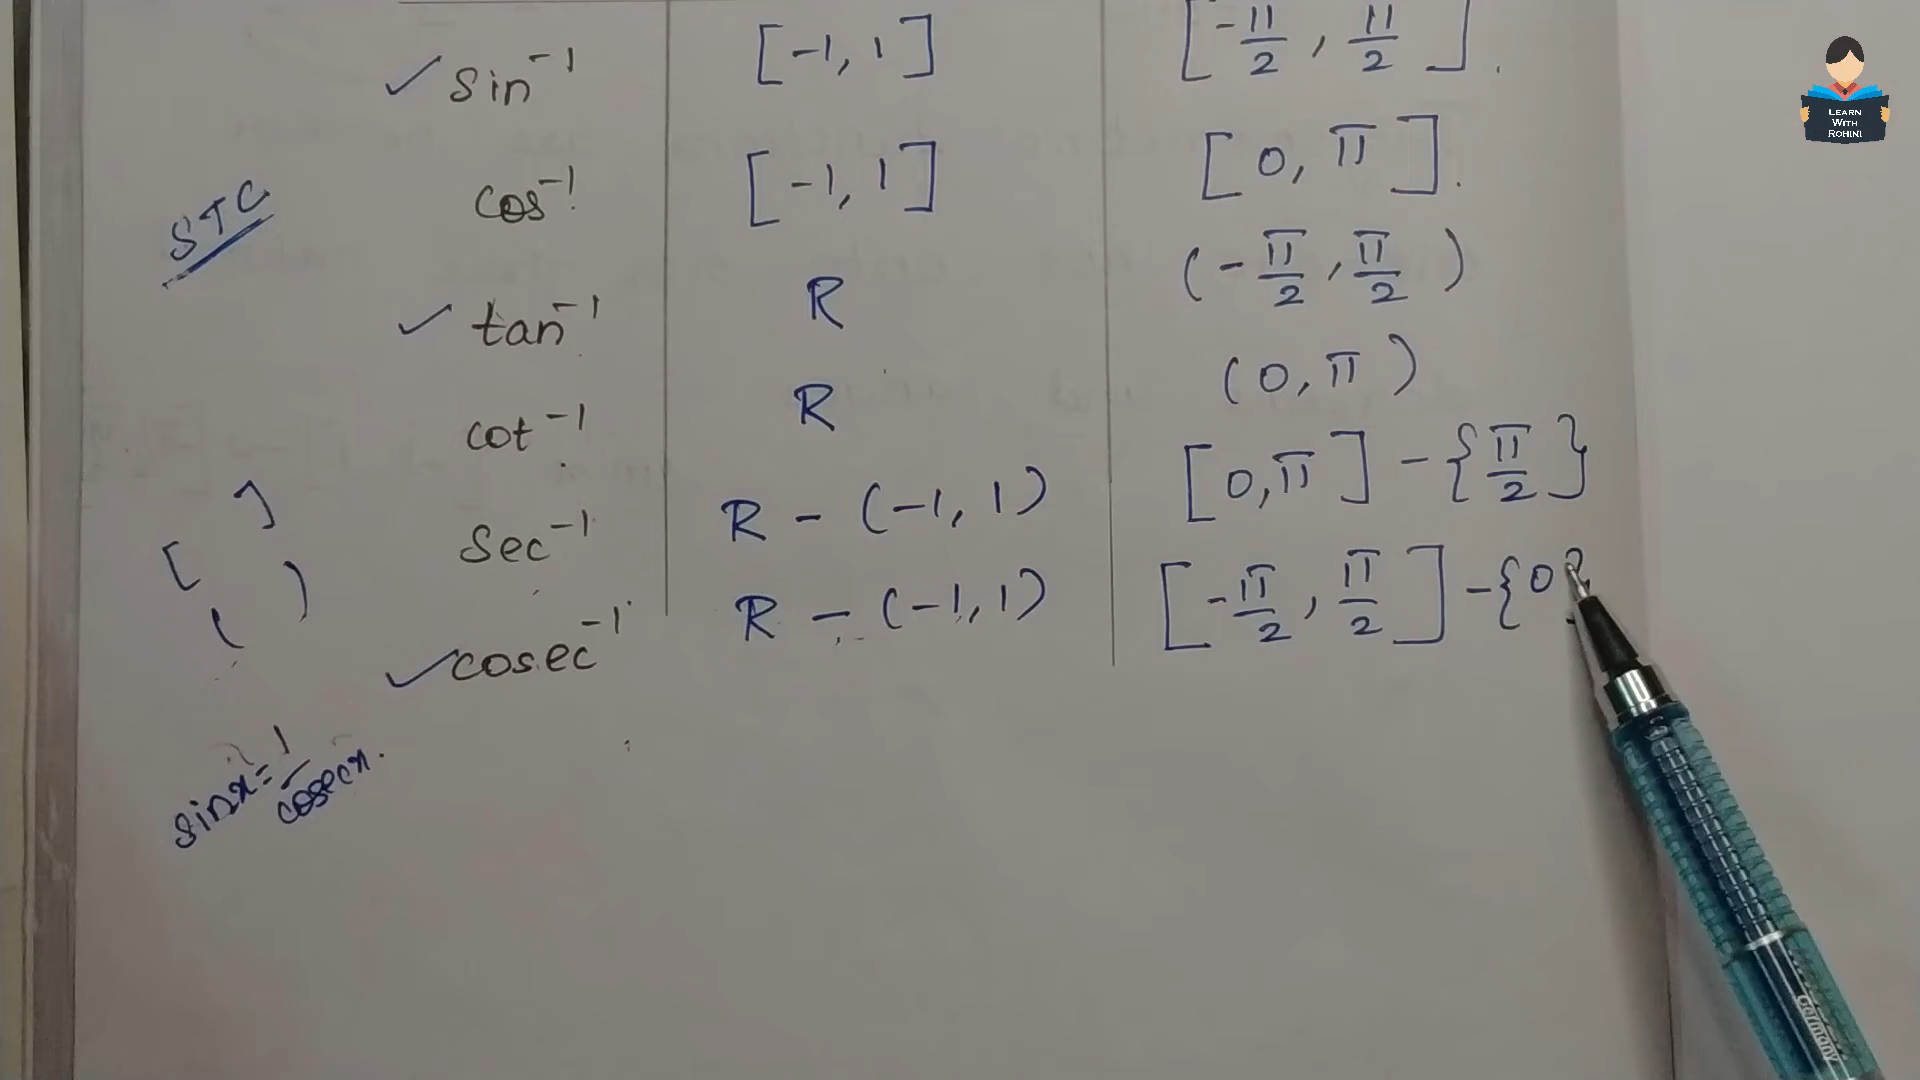 sin⁻¹ [-1, 1] [-π/2, π/2].
cos⁻¹ [-1, 1] [0, π].
STC
tan⁻¹ R (-π/2, π/2)
cot⁻¹ R (0, π)
sec⁻¹ R - (-1, 1) [0, π] - {π/2}
[ ]
( )
cosec⁻¹ R - (-1, 1) [-π/2, π/2] - {0}
sinx = 1/cosecx.
LEARN
WITH
ROHINI
Germany